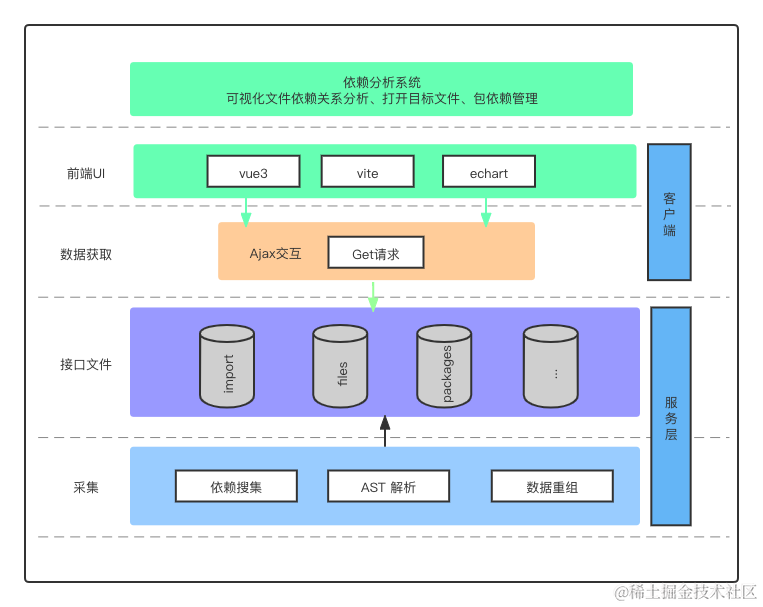 依赖分析系统
可视化文件依赖关系分析、打开目标文件、包依赖管理
前端UI
vue3
vite
echart
客户端
数据获取
Ajax交互
Get请求
接口文件
import
files
packages
...
服务层
采集
依赖搜集
AST 解析
数据重组
@稀土掘金技术社区